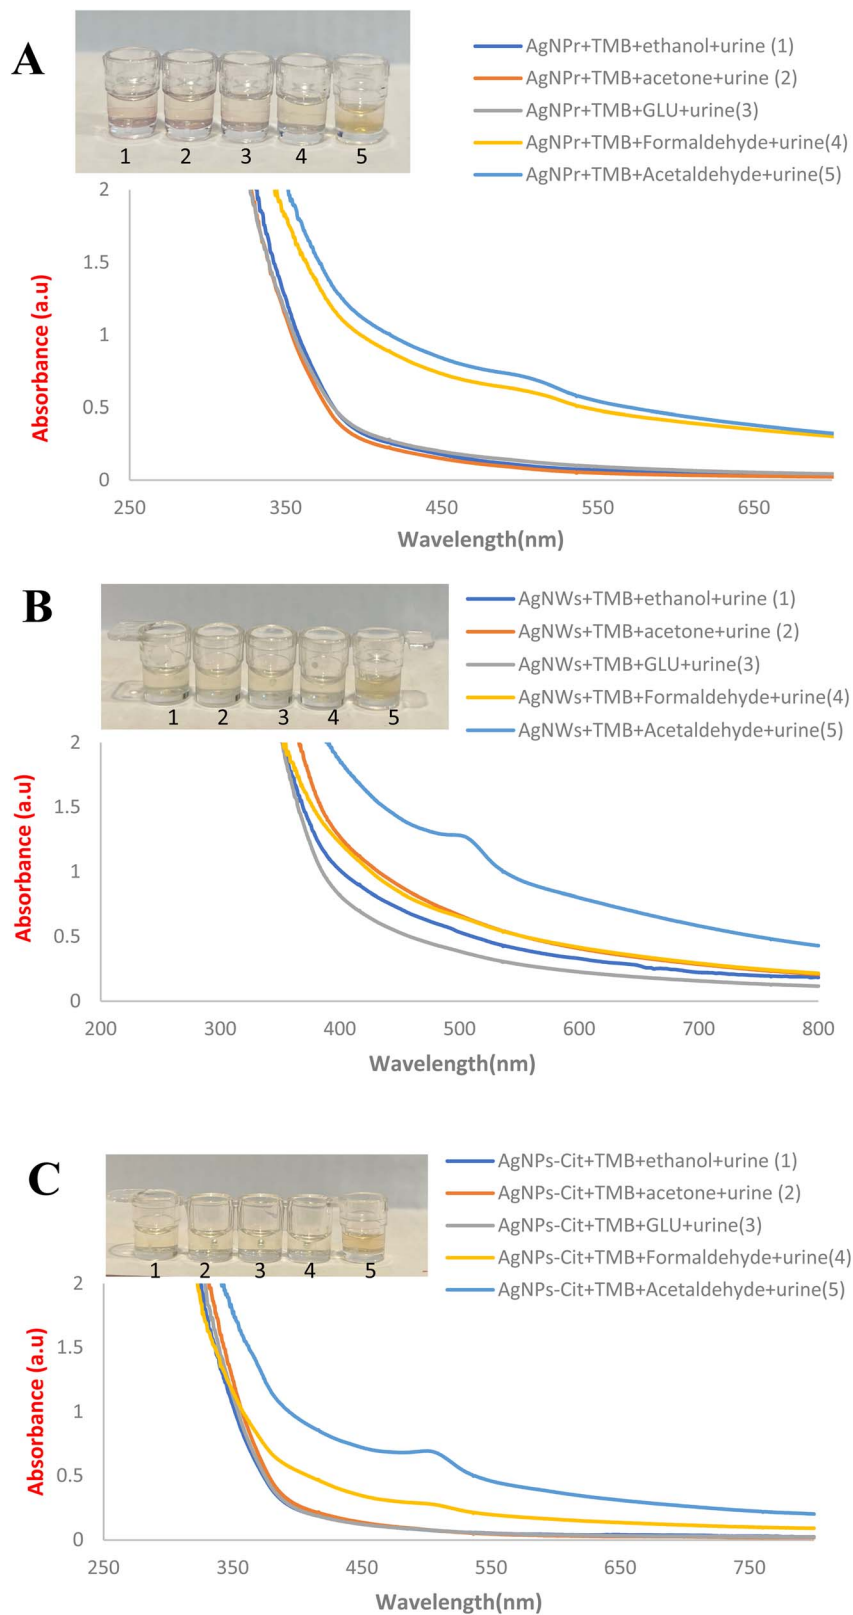 A
1 2 3 4 5
AgNPr+TMB+ethanol+urine (1)
AgNPr+TMB+acetone+urine (2)
AgNPr+TMB+GLU+urine(3)
AgNPr+TMB+Formaldehyde+urine(4)
AgNPr+TMB+Acetaldehyde+urine(5)
Absorbance (a.u)
2
1.5
1
0.5
0
250 350 450 550 650
Wavelength(nm)
B
1 2 3 4 5
AgNWs+TMB+ethanol+urine (1)
AgNWs+TMB+acetone+urine (2)
AgNWs+TMB+GLU+urine(3)
AgNWs+TMB+Formaldehyde+urine(4)
AgNWs+TMB+Acetaldehyde+urine(5)
Absorbance (a.u)
2
1.5
1
0.5
0
200 300 400 500 600 700 800
Wavelength(nm)
C
1 2 3 4 5
AgNPs-Cit+TMB+ethanol+urine (1)
AgNPs-Cit+TMB+acetone+urine (2)
AgNPs-Cit+TMB+GLU+urine(3)
AgNPs-Cit+TMB+Formaldehyde+urine(4)
AgNPs-Cit+TMB+Acetaldehyde+urine(5)
Absorbance (a.u)
2
1.5
1
0.5
0
250 350 450 550 650 750
Wavelength(nm)